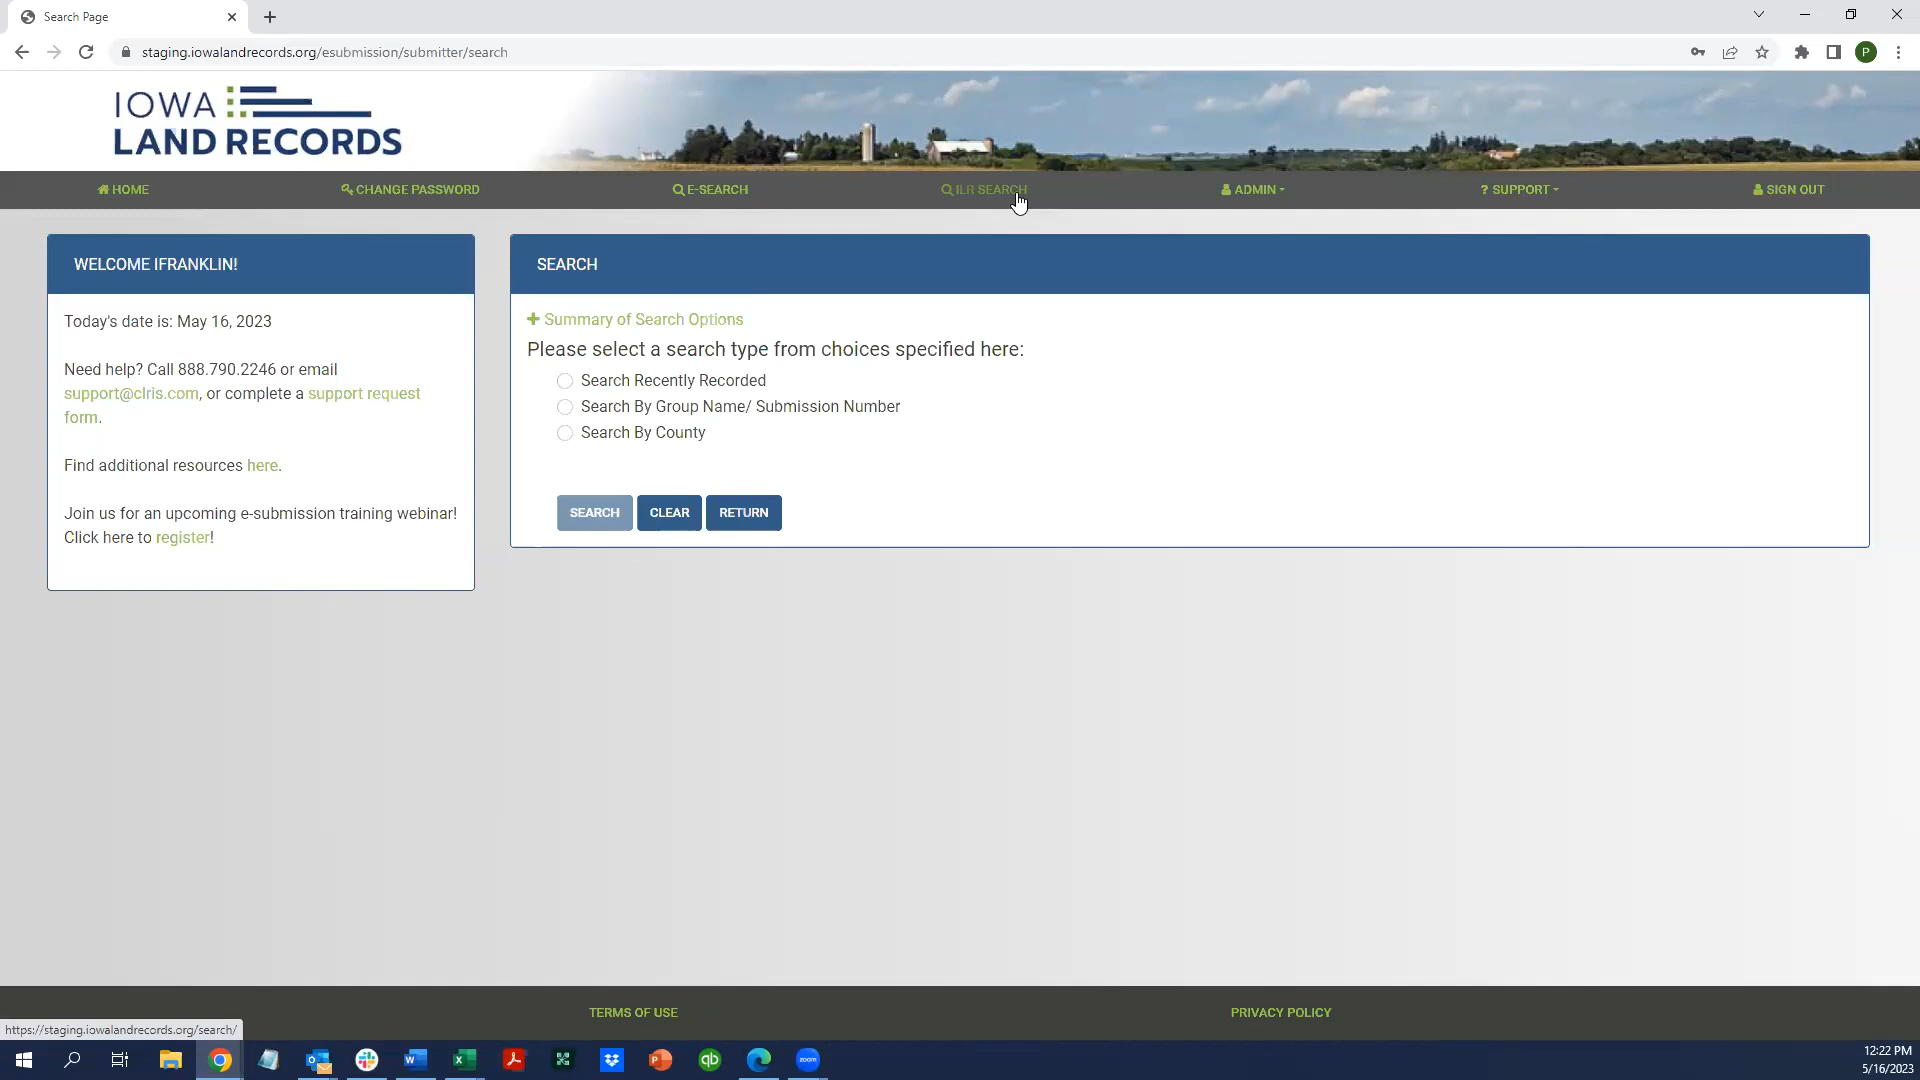 Search Page
staging.iowalandrecords.org/esubmission/submitter/search
P
IOWA
LAND RECORDS
HOME
CHANGE PASSWORD
E-SEARCH
ILR SEARCH
ADMIN
? SUPPORT
SIGN OUT
WELCOME IFRANKLIN!
Today's date is: May 16, 2023
Need help? Call 888.790.2246 or email
support@clris.com, or complete a support request
form.
Find additional resources here.
Join us for an upcoming e-submission training webinar!
Click here to register!
SEARCH
Summary of Search Options
Please select a search type from choices specified here:
Search Recently Recorded
Search By Group Name/ Submission Number
Search By County
SEARCH CLEAR RETURN
TERMS OF USE
PRIVACY POLICY
https://staging.iowalandrecords.org/search/
zoom
12:22 PM
5/16/2023